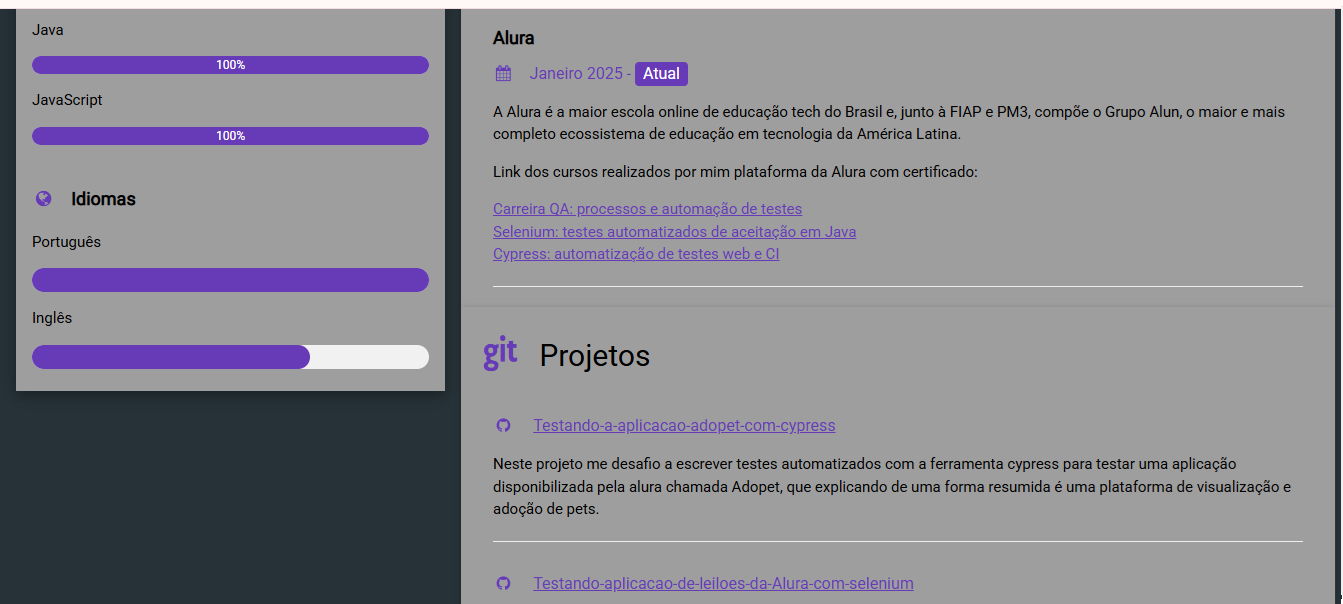 Java
100%
JavaScript
100%
Idiomas
Português
Inglês
Alura
Janeiro 2025 - Atual
A Alura é a maior escola online de educação tech do Brasil e, junto à FIAP e PM3, compõe o Grupo Alun, o maior e mais
completo ecossistema de educação em tecnologia da América Latina.
Link dos cursos realizados por mim plataforma da Alura com certificado:
Carreira QA: processos e automação de testes
Selenium: testes automatizados de aceitação em Java
Cypress: automatização de testes web e CI
git Projetos
Testando-a-aplicacao-adopet-com-cypress
Neste projeto me desafio a escrever testes automatizados com a ferramenta cypress para testar uma aplicação
disponibilizada pela alura chamada Adopet, que explicando de uma forma resumida é uma plataforma de visualização e
adoção de pets.
Testando-aplicacao-de-leiloes-da-Alura-com-selenium